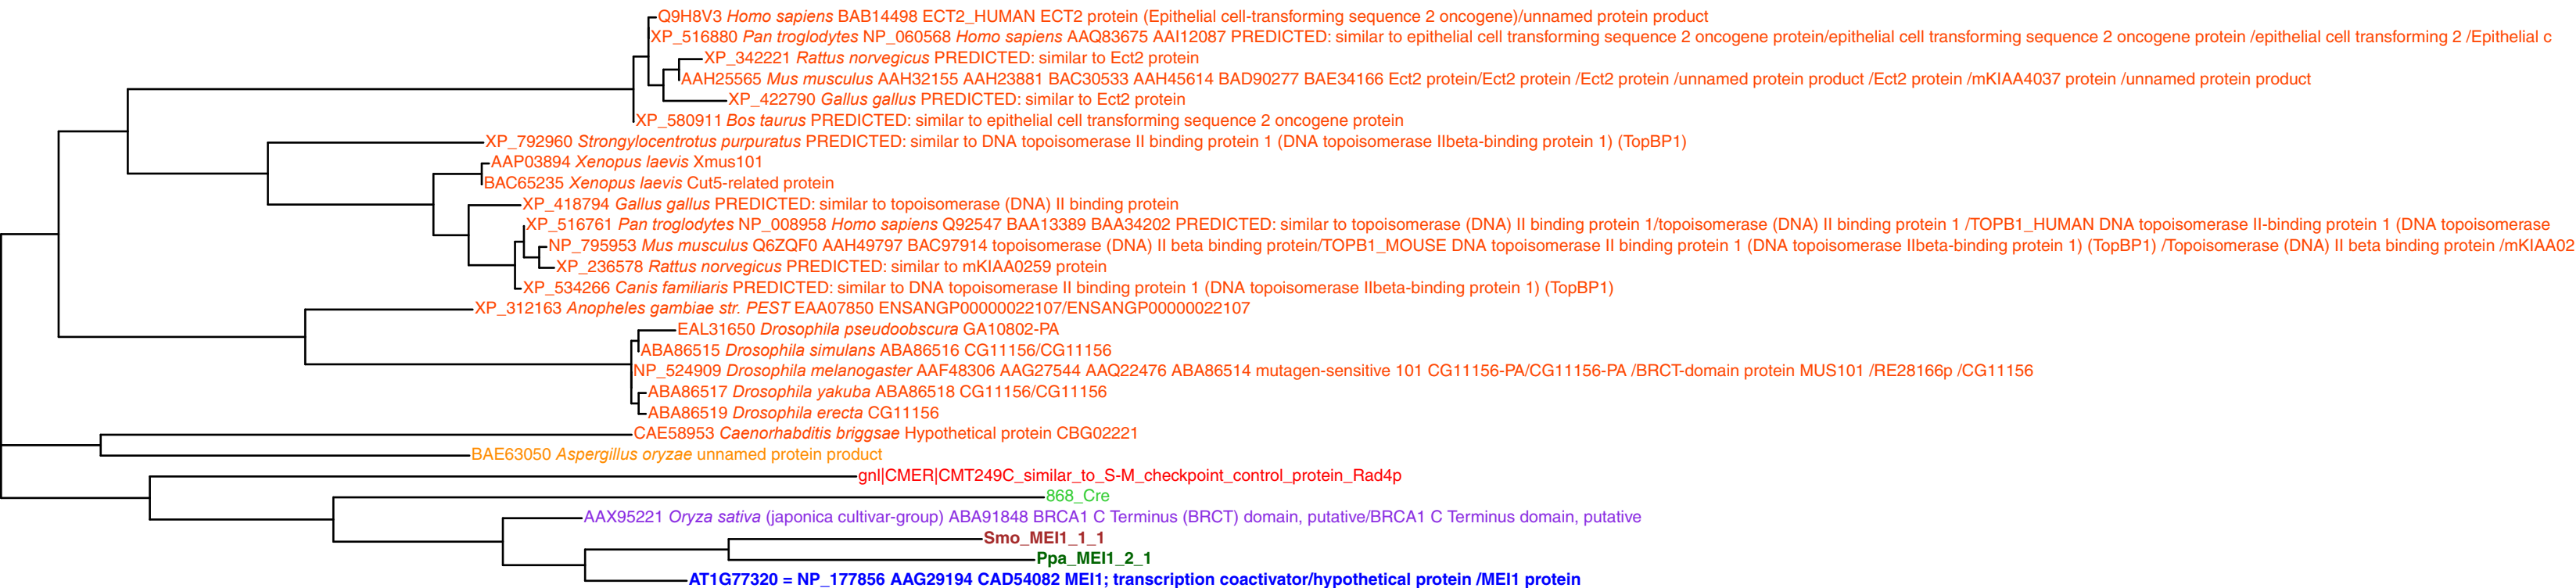 Q9H8V3 Homo sapiens BAB14498 ECT2_HUMAN ECT2 protein (Epithelial cell-transforming sequence 2 oncogene)/unnamed protein product
XP_516880 Pan troglodytes NP_060568 Homo sapiens AAQ83675 AAI12087 PREDICTED: similar to epithelial cell transforming sequence 2 oncogene protein/epithelial cell transforming sequence 2 oncogene protein /epithelial cell transforming 2 /Epithelial c
XP_342221 Rattus norvegicus PREDICTED: similar to Ect2 protein
AAH25565 Mus musculus AAH32155 AAH23881 BAC30533 AAH45614 BAD90277 BAE34166 Ect2 protein/Ect2 protein /Ect2 protein /unnamed protein product /Ect2 protein /mKIAA4037 protein /unnamed protein product
XP_422790 Gallus gallus PREDICTED: similar to Ect2 protein
XP_580911 Bos taurus PREDICTED: similar to epithelial cell transforming sequence 2 oncogene protein
XP_792960 Strongylocentrotus purpuratus PREDICTED: similar to DNA topoisomerase II binding protein 1 (DNA topoisomerase IIbeta-binding protein 1) (TopBP1)
AAP03894 Xenopus laevis Xmus101
BAC65235 Xenopus laevis Cut5-related protein
XP_418794 Gallus gallus PREDICTED: similar to topoisomerase (DNA) II binding protein
XP_516761 Pan troglodytes NP_008958 Homo sapiens Q92547 BAA13389 BAA34202 PREDICTED: similar to topoisomerase (DNA) II binding protein 1/topoisomerase (DNA) II binding protein 1 /TOPB1_HUMAN DNA topoisomerase II-binding protein 1 (DNA topoisomerase
NP_795953 Mus musculus Q6ZQF0 AAH49797 BAC97914 topoisomerase (DNA) II beta binding protein/TOPB1_MOUSE DNA topoisomerase II binding protein 1 (DNA topoisomerase IIbeta-binding protein 1) (TopBP1) /Topoisomerase (DNA) II beta binding protein /mKIAA02
XP_236578 Rattus norvegicus PREDICTED: similar to mKIAA0259 protein
XP_534266 Canis familiaris PREDICTED: similar to DNA topoisomerase II binding protein 1 (DNA topoisomerase IIbeta-binding protein 1) (TopBP1)
XP_312163 Anopheles gambiae str. PEST EAA07850 ENSANGP00000022107/ENSANGP00000022107
EAL31650 Drosophila pseudoobscura GA10802-PA
ABA86515 Drosophila simulans ABA86516 CG11156/CG11156
NP_524909 Drosophila melanogaster AAF48306 AAG27544 AAQ22476 ABA86514 mutagen-sensitive 101 CG11156-PA/CG11156-PA /BRCT-domain protein MUS101 /RE28166p /CG11156
ABA86517 Drosophila yakuba ABA86518 CG11156/CG11156
ABA86519 Drosophila erecta CG11156
CAE58953 Caenorhabditis briggsae Hypothetical protein CBG02221
BAE63050 Aspergillus oryzae unnamed protein product
gnl|CMER|CMT249C_similar_to_S-M_checkpoint_control_protein_Rad4p
868_Cre
AAX95221 Oryza sativa (japonica cultivar-group) ABA91848 BRCA1 C Terminus (BRCT) domain, putative/BRCA1 C Terminus domain, putative
Smo_MEI1_1_1
Ppa_MEI1_2_1
AT1G77320 = NP_177856 AAG29194 CAD54082 MEI1; transcription coactivator/hypothetical protein /MEI1 protein